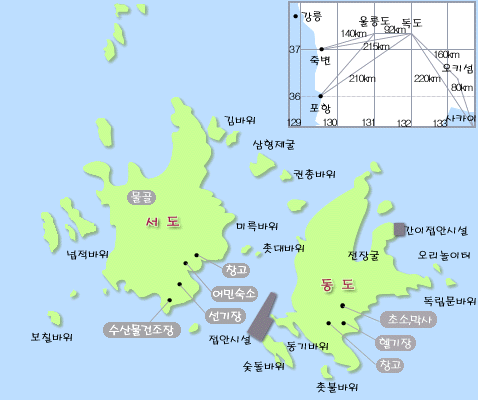 강릉
울릉도
독도
92km
140km
215km
37
죽변
160km
오키섬
210km
220km
80km
36
포항
사카이
129
130
131
132
133
김바위
삼형제굴
권총바위
물골
서 도
미륵바위
간이접안시설
넙적바위
촛대바위
천장굴
오리놀이터
창고
동 도
어민숙소
독립문바위
선기장
초소,막사
보찰바위
수산물건조장
접안시설
동키바위
헬기장
숫돌바위
창고
촛불바위